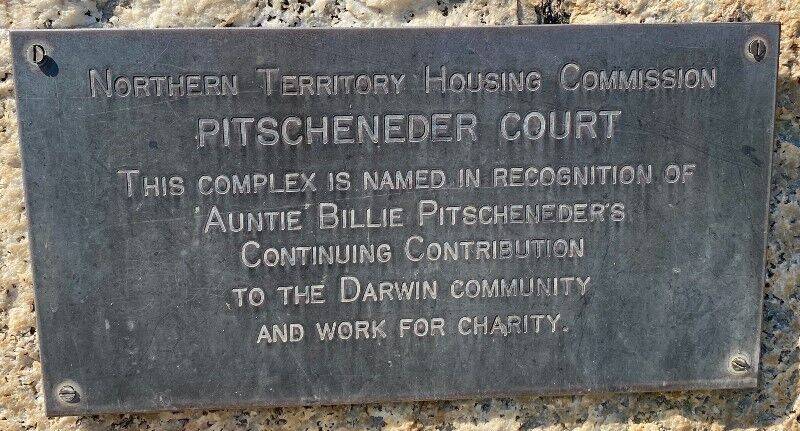 NORTHERN TERRITORY HOUSING COMMISSION
PITSCHENEDER COURT
THIS COMPLEX IS NAMED IN RECOGNITION OF
'AUNTIE' BILLIE PITSCHENEDER'S
CONTINUING CONTRIBUTION
TO THE DARWIN COMMUNITY
AND WORK FOR CHARITY.